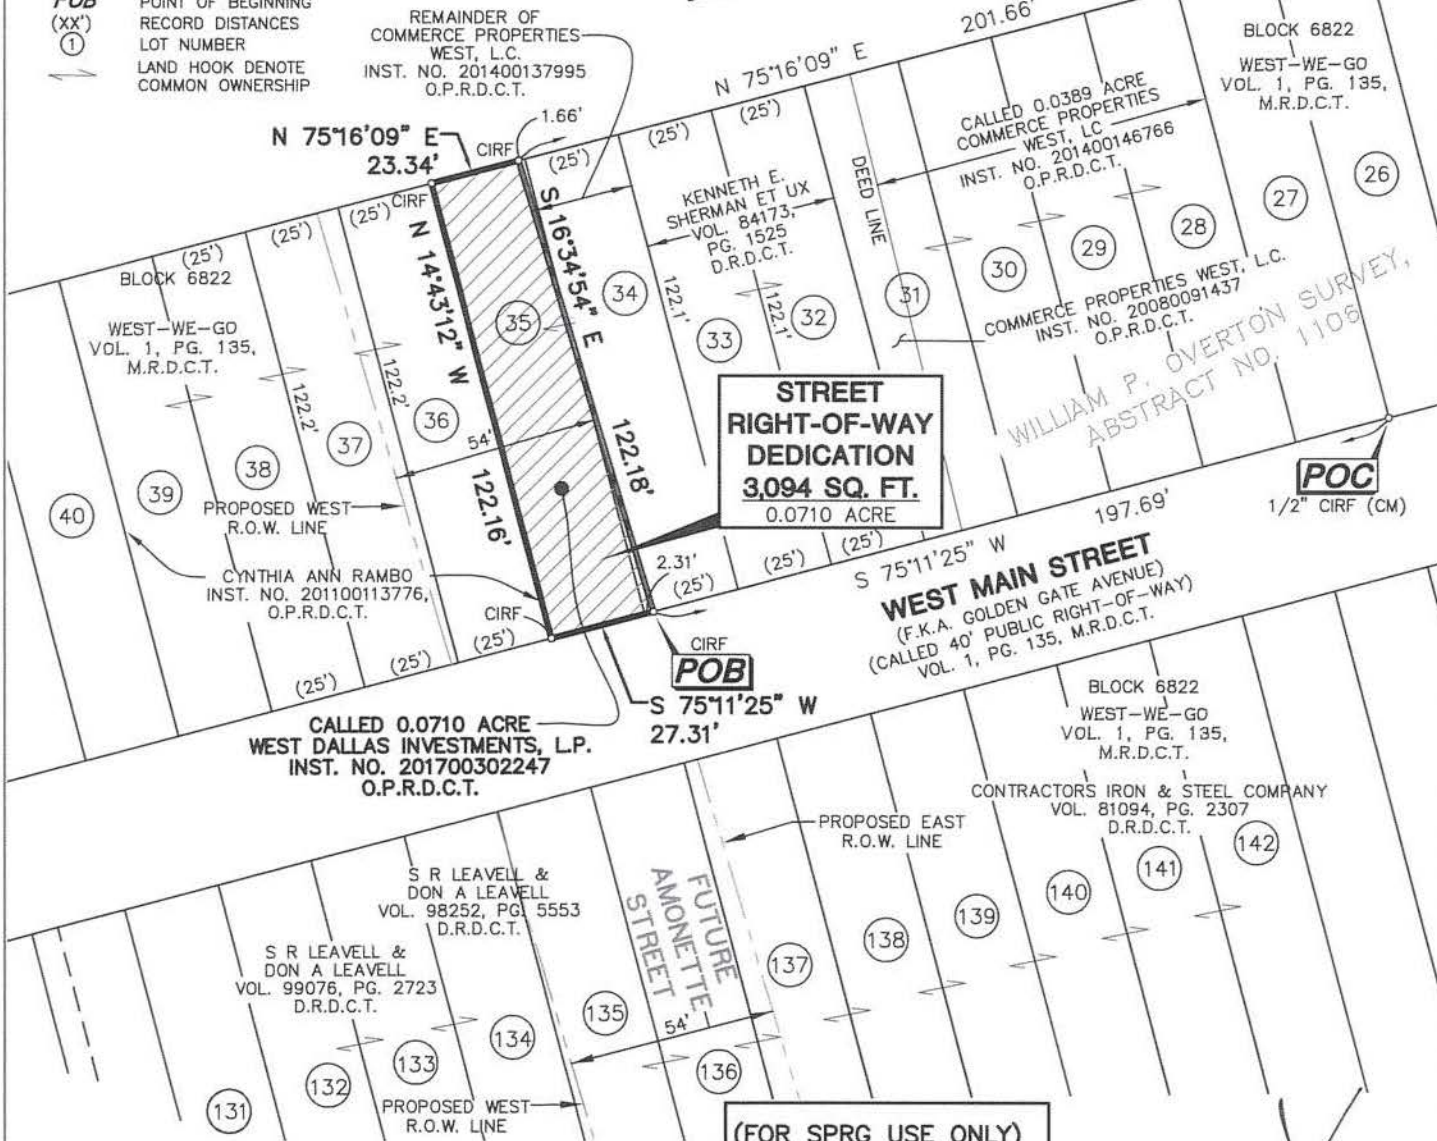 POB POINT OF BEGINNING
(XX') RECORD DISTANCES
1 LOT NUMBER
LAND HOOK DENOTE
COMMON OWNERSHIP
REMAINDER OF
COMMERCE PROPERTIES
WEST, L.C.
INST. NO. 201400137995
O.P.R.D.C.T.
201.66'
N 75°16'09" E
BLOCK 6822
WEST-WE-GO
VOL. 1, PG. 135,
M.R.D.C.T.
N 75°16'09" E
23.34'
CIRF
1.66'
CIRF
(25')
(25')
(25')
(25')
(25')
(25')
CALLED 0.0389 ACRE
COMMERCE PROPERTIES
WEST, LC
INST. NO. 201400146766
O.P.R.D.C.T.
KENNETH E.
SHERMAN ET UX
VOL. 84173,
PG. 1525
D.R.D.C.T.
DEED LINE
BLOCK 6822
WEST-WE-GO
VOL. 1, PG. 135,
M.R.D.C.T.
N 14°43'12" W
122.16'
S 16°34'54" E
122.18'
26
27
28
29
30
31
32
33
34
35
36
37
38
39
40
122.1'
122.1'
122.2'
122.2'
54'
COMMERCE PROPERTIES WEST, L.C.
INST. NO. 20080091437
O.P.R.D.C.T.
WILLIAM P. OVERTON SURVEY,
ABSTRACT NO. 1106
STREET
RIGHT-OF-WAY
DEDICATION
3,094 SQ. FT.
0.0710 ACRE
POC
1/2" CIRF (CM)
PROPOSED WEST
R.O.W. LINE
CYNTHIA ANN RAMBO
INST. NO. 201100113776,
O.P.R.D.C.T.
CIRF
2.31'
(25')
(25')
(25')
(25')
(25')
(25')
197.69'
S 75°11'25" W
WEST MAIN STREET
(F.K.A. GOLDEN GATE AVENUE)
(CALLED 40' PUBLIC RIGHT-OF-WAY)
VOL. 1, PG. 135, M.R.D.C.T.
CIRF
POB
S 75°11'25" W
27.31'
CALLED 0.0710 ACRE
WEST DALLAS INVESTMENTS, L.P.
INST. NO. 201700302247
O.P.R.D.C.T.
BLOCK 6822
WEST-WE-GO
VOL. 1, PG. 135,
M.R.D.C.T.
CONTRACTORS IRON & STEEL COMPANY
VOL. 81094, PG. 2307
D.R.D.C.T.
PROPOSED EAST
R.O.W. LINE
S R LEAVELL &
DON A LEAVELL
VOL. 98252, PG. 5553
D.R.D.C.T.
FUTURE
AMONETTE
STREET
S R LEAVELL &
DON A LEAVELL
VOL. 99076, PG. 2723
D.R.D.C.T.
54'
142
141
140
139
138
137
136
135
134
133
132
131
PROPOSED WEST
R.O.W. LINE
(FOR SPRG USE ONLY)